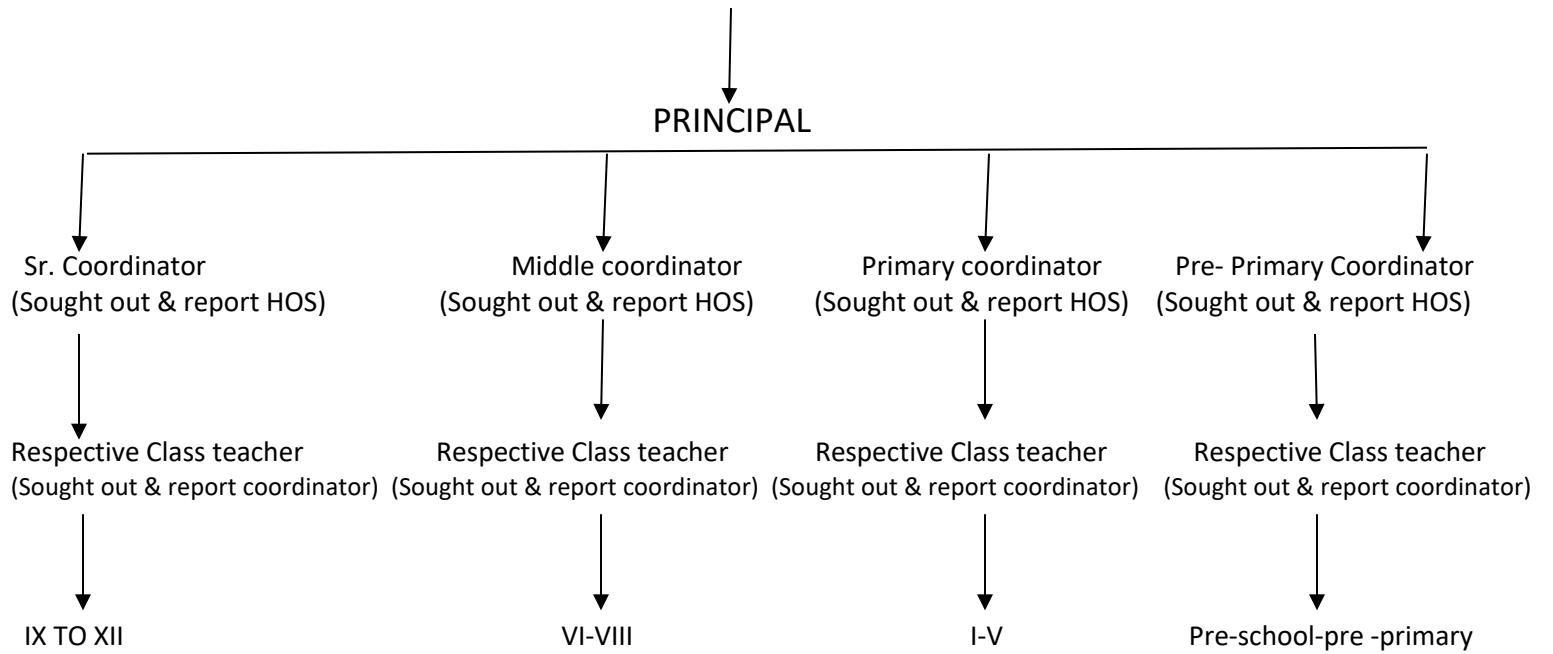 PRINCIPAL
Sr. Coordinator
(Sought out & report HOS)
Middle coordinator
(Sought out & report HOS)
Primary coordinator
(Sought out & report HOS)
Pre- Primary Coordinator
(Sought out & report HOS)
Respective Class teacher
(Sought out & report coordinator)
Respective Class teacher
(Sought out & report coordinator)
Respective Class teacher
(Sought out & report coordinator)
Respective Class teacher
(Sought out & report coordinator)
IX TO XII
VI-VIII
I-V
Pre-school-pre -primary